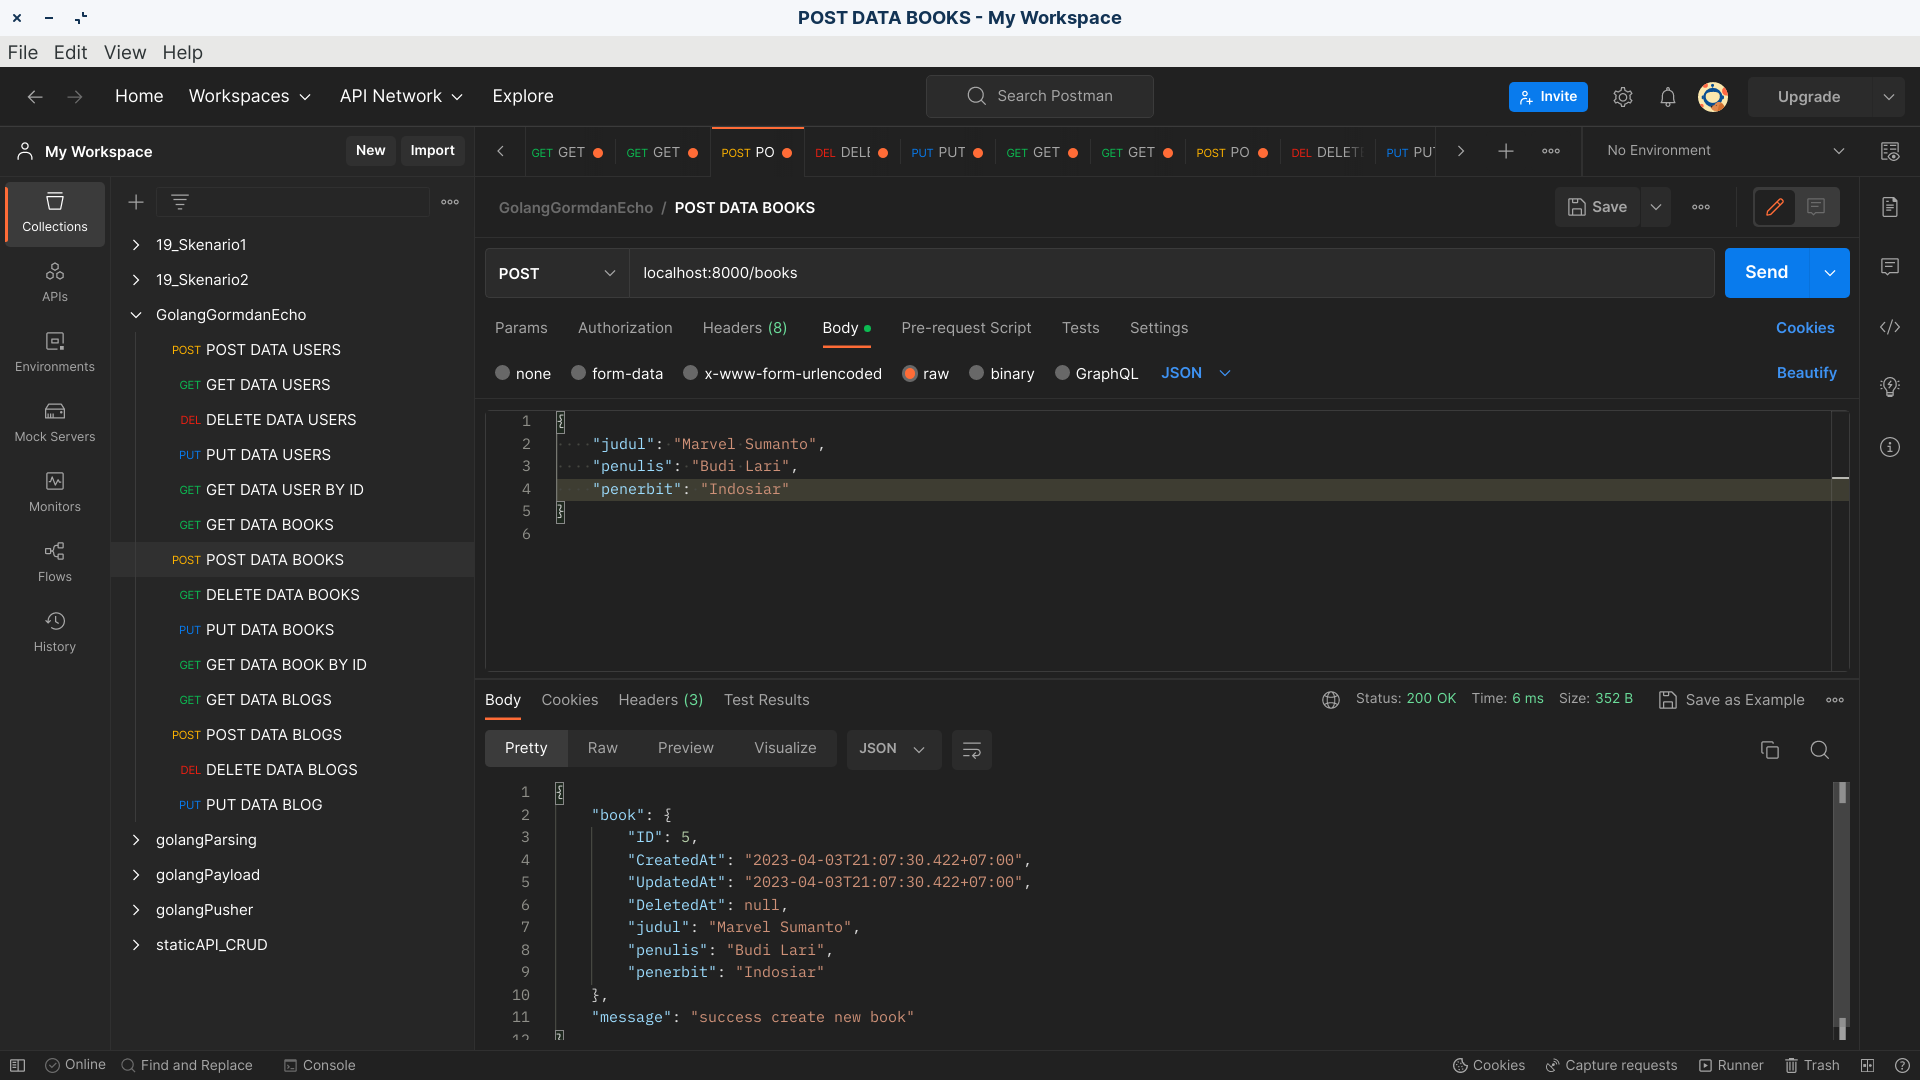 POST DATA BOOKS - My Workspace
File Edit View Help
Home Workspaces API Network Explore
Search Postman
Invite
Upgrade
My Workspace
New Import
GET GET
GET GET
POST PO
DEL DELE
PUT PUT
GET GET
GET GET
POST PO
DEL DELET
PUT PUT
No Environment
Collections
APIs
Environments
Mock Servers
Monitors
Flows
History
19_Skenario1
19_Skenario2
GolangGormdanEcho
POST POST DATA USERS
GET GET DATA USERS
DEL DELETE DATA USERS
PUT PUT DATA USERS
GET GET DATA USER BY ID
GET GET DATA BOOKS
POST POST DATA BOOKS
GET DELETE DATA BOOKS
PUT PUT DATA BOOKS
GET GET DATA BOOK BY ID
GET GET DATA BLOGS
POST POST DATA BLOGS
DEL DELETE DATA BLOGS
PUT PUT DATA BLOG
golangParsing
golangPayload
golangPusher
staticAPI_CRUD
GolangGormdanEcho / POST DATA BOOKS
Save
POST localhost:8000/books
Send
Params Authorization Headers (8) Body Pre-request Script Tests Settings
Cookies
none form-data x-www-form-urlencoded raw binary GraphQL JSON
Beautify
1 {
2 "judul": "Marvel Sumanto",
3 "penulis": "Budi Lari",
4 "penerbit": "Indosiar"
5 }
6
Body Cookies Headers (3) Test Results
Status: 200 OK Time: 6 ms Size: 352 B Save as Example
Pretty Raw Preview Visualize JSON
1 {
2 "book": {
3 "ID": 5,
4 "CreatedAt": "2023-04-03T21:07:30.422+07:00",
5 "UpdatedAt": "2023-04-03T21:07:30.422+07:00",
6 "DeletedAt": null,
7 "judul": "Marvel Sumanto",
8 "penulis": "Budi Lari",
9 "penerbit": "Indosiar"
10 },
11 "message": "success create new book"
12 }
Online Find and Replace Console
Cookies Capture requests Runner Trash